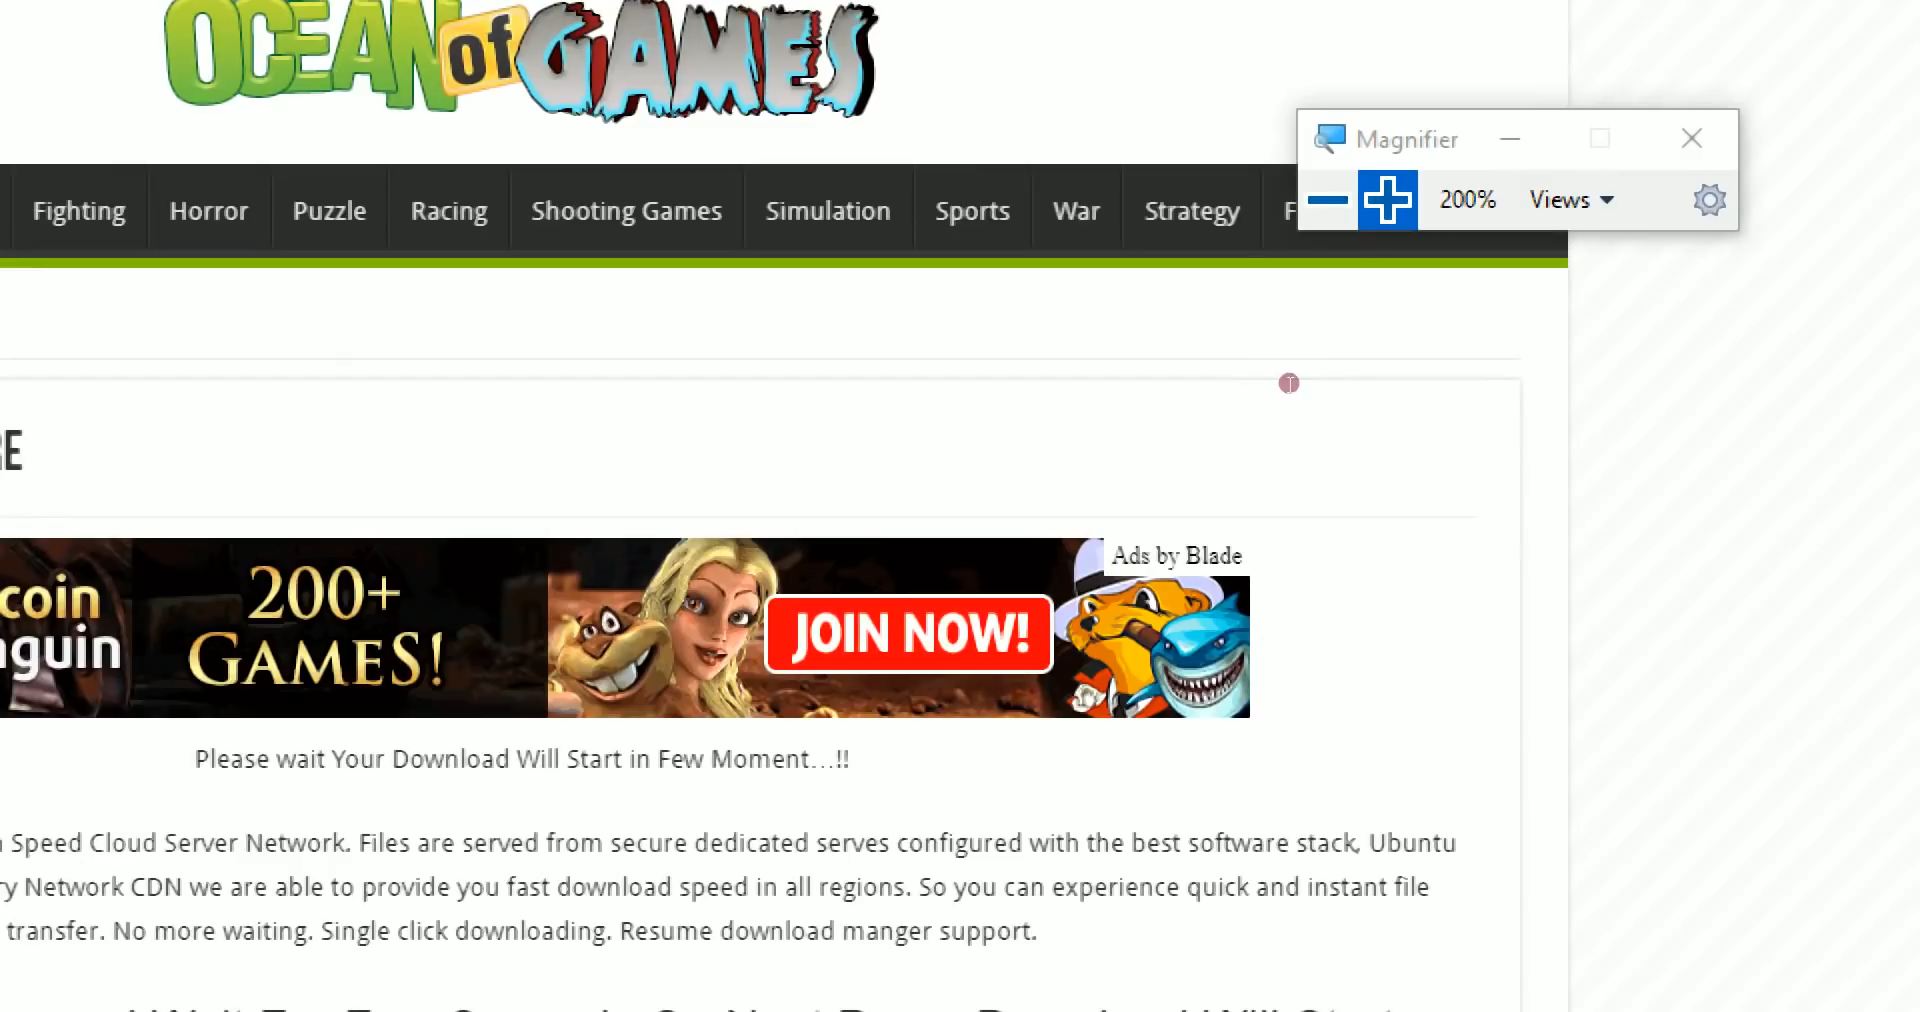 OCEAN of GAMES
Magnifier
200% Views
Fighting Horror Puzzle Racing Shooting Games Simulation Sports War Strategy F
RE
coin
nguin
200+
GAMES!
JOIN NOW!
Ads by Blade
Please wait Your Download Will Start in Few Moment...!!
Speed Cloud Server Network. Files are served from secure dedicated serves configured with the best software stack, Ubuntu
ry Network CDN we are able to provide you fast download speed in all regions. So you can experience quick and instant file
transfer. No more waiting. Single click downloading. Resume download manger support.